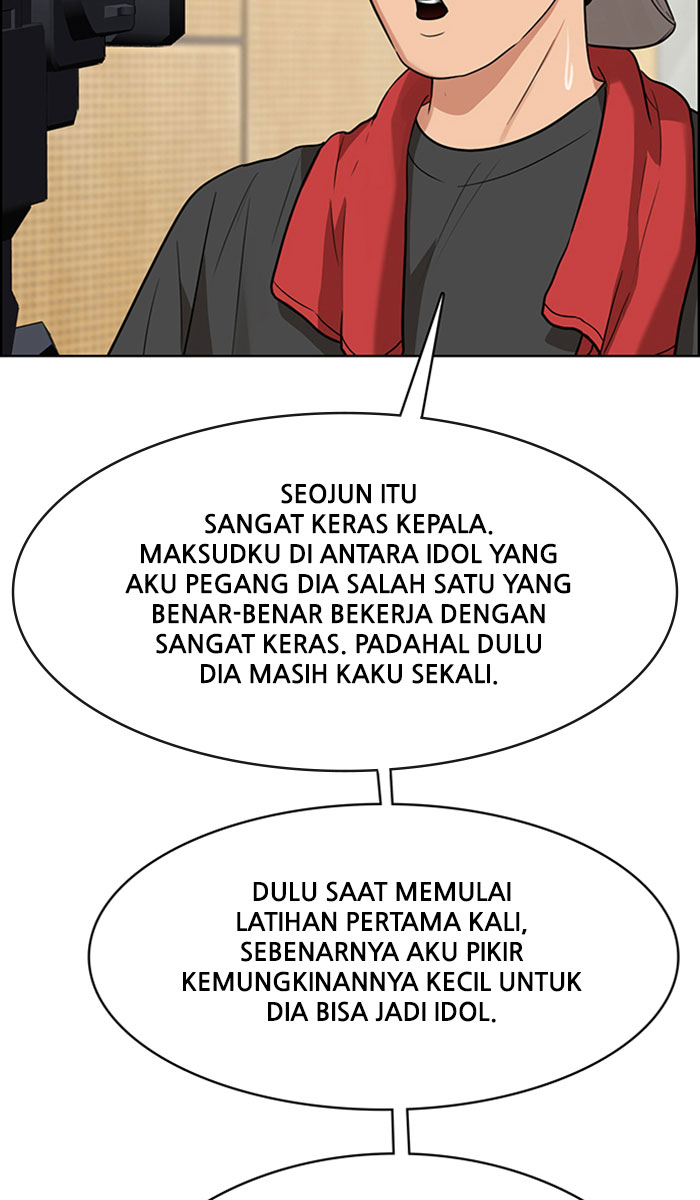 SEOJUN ITU
SANGAT KERAS KEPALA.
MAKSUDKU DI ANTARA IDOL YANG
AKU PEGANG DIA SALAH SATU YANG
BENAR-BENAR BEKERJA DENGAN
SANGAT KERAS. PADAHAL DULU
DIA MASIH KAKU SEKALI.
DULU SAAT MEMULAI
LATIHAN PERTAMA KALI,
SEBENARNYA AKU PIKIR
KEMUNGKINANNYA KECIL UNTUK
DIA BISA JADI IDOL.